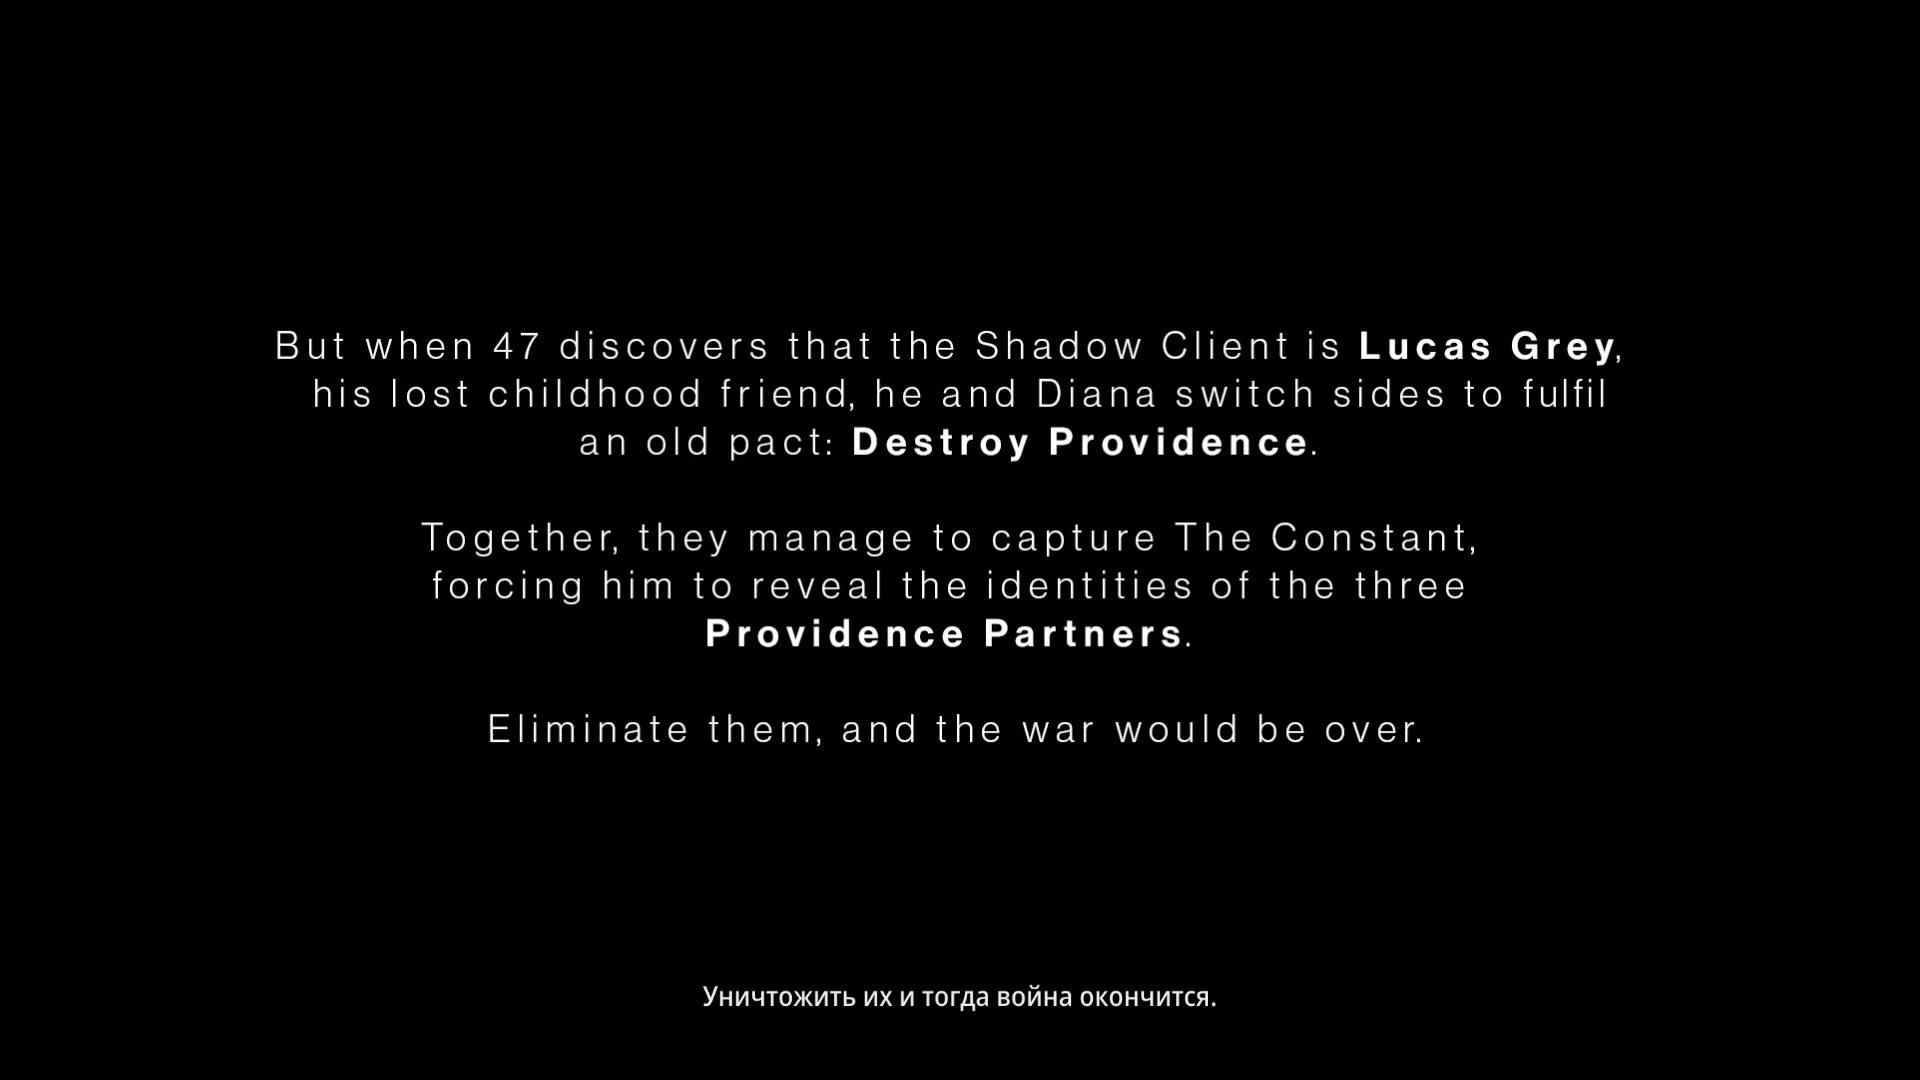 But when 47 discovers that the Shadow Client is Lucas Grey,
his lost childhood friend, he and Diana switch sides to fulfil
an old pact: Destroy Providence.
Together, they manage to capture The Constant,
forcing him to reveal the identities of the three
Providence Partners.
Eliminate them, and the war would be over.
Уничтожить их и тогда война окончится.